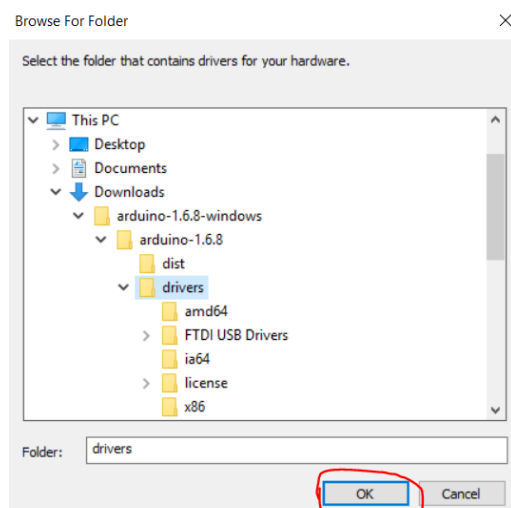 Browse For Folder
Select the folder that contains drivers for your hardware.
This PC
Desktop
Documents
Downloads
arduino-1.6.8-windows
arduino-1.6.8
dist
drivers
amd64
FTDI USB Drivers
ia64
license
x86
Folder: drivers
OK Cancel